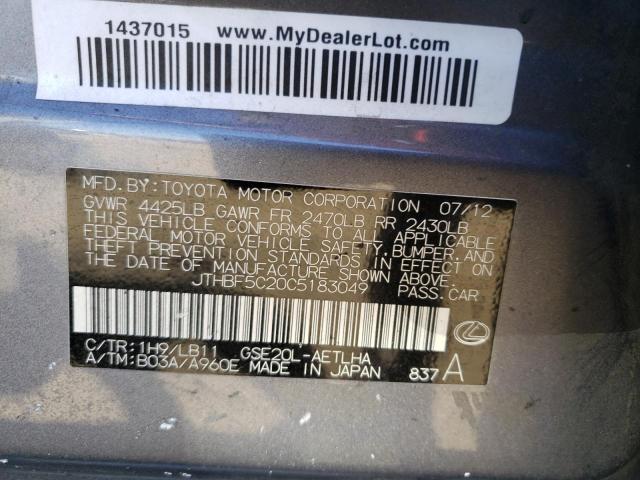 1437015 www.MyDealerLot.com
MFD. BY: TOYOTA MOTOR CORPORATION 07/12
GVWR 4425LB GAWR FR 2470LB RR 2430LB
THIS VEHICLE CONFORMS TO ALL APPLICABLE
FEDERAL MOTOR VEHICLE SAFETY, BUMPER, AND
THEFT PREVENTION STANDARDS IN EFFECT ON
THE DATE OF MANUFACTURE SHOWN ABOVE.
JTHBF5C20C5183049 PASS. CAR
C/TR: 1H9/LB11 GSE20L-AETLHA
A/TM: B03A/A960E MADE IN JAPAN 837 A